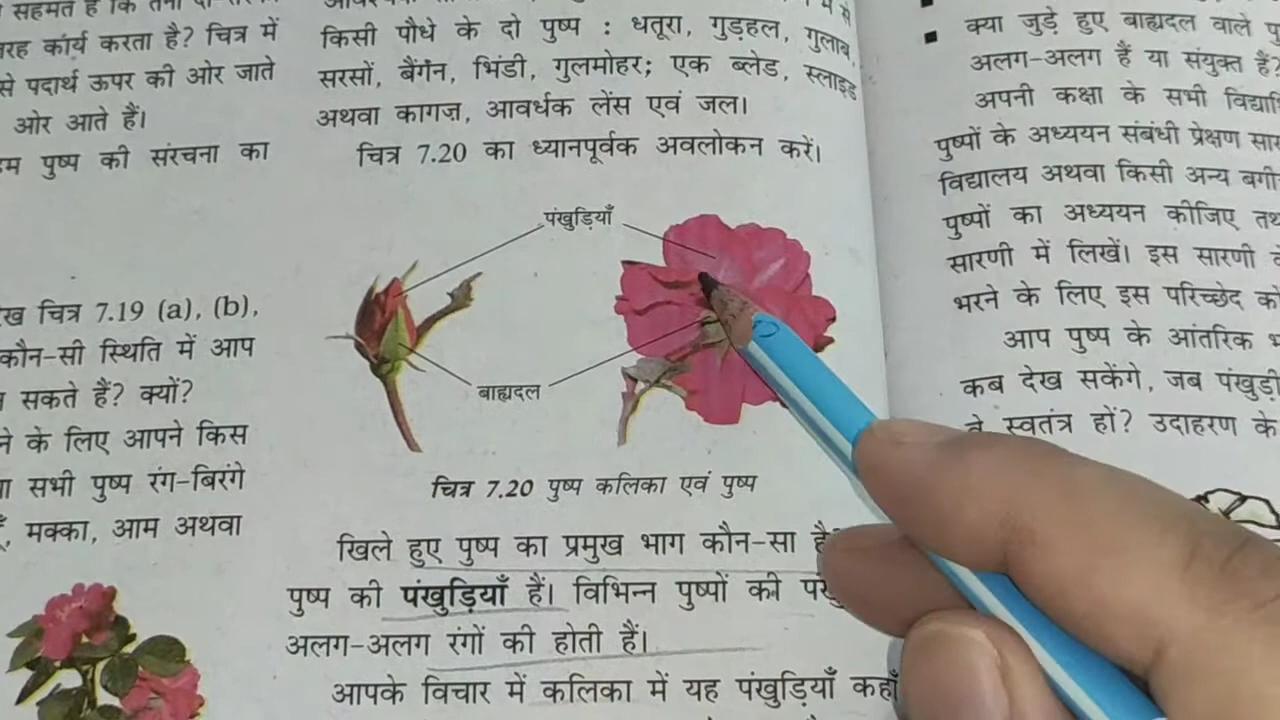 सहमत हैं कि तना दो-तरफा
तरह कार्य करता है? चित्र में
से पदार्थ ऊपर की ओर जाते
ओर आते हैं।
हम पुष्प की संरचना का
चित्र 7.19 (a), (b),
कौन-सी स्थिति में आप
सकते हैं? क्यों?
ने के लिए आपने किस
सभी पुष्प रंग-बिरंगे
मक्का, आम अथवा
किसी पौधे के दो पुष्प : धतूरा, गुड़हल, गुलाब,
सरसों, बैंगन, भिंडी, गुलमोहर; एक ब्लेड, स्लाइड
अथवा कागज़, आवर्धक लेंस एवं जल।
चित्र 7.20 का ध्यानपूर्वक अवलोकन करें।
पंखुड़ियाँ
बाह्यदल
चित्र 7.20 पुष्प कलिका एवं पुष्प
खिले हुए पुष्प का प्रमुख भाग कौन-सा
पुष्प की पंखुड़ियाँ हैं। विभिन्न पुष्पों की
अलग-अलग रंगों की होती हैं।
आपके विचार में कलिका में यह पंखुड़ियाँ कहाँ
क्या जुड़े हुए बाह्यदल वाले
अलग-अलग हैं या संयुक्त हैं?
अपनी कक्षा के सभी
पुष्पों के अध्ययन संबंधी प्रेक्षण
विद्यालय अथवा किसी अन्य
पुष्पों का अध्ययन कीजिए
सारणी में लिखें। इस सारणी
भरने के लिए इस परिच्छेद को
आप पुष्प के आंतरिक
कब देख सकेंगे, जब
स्वतंत्र हों? उदाहरण के